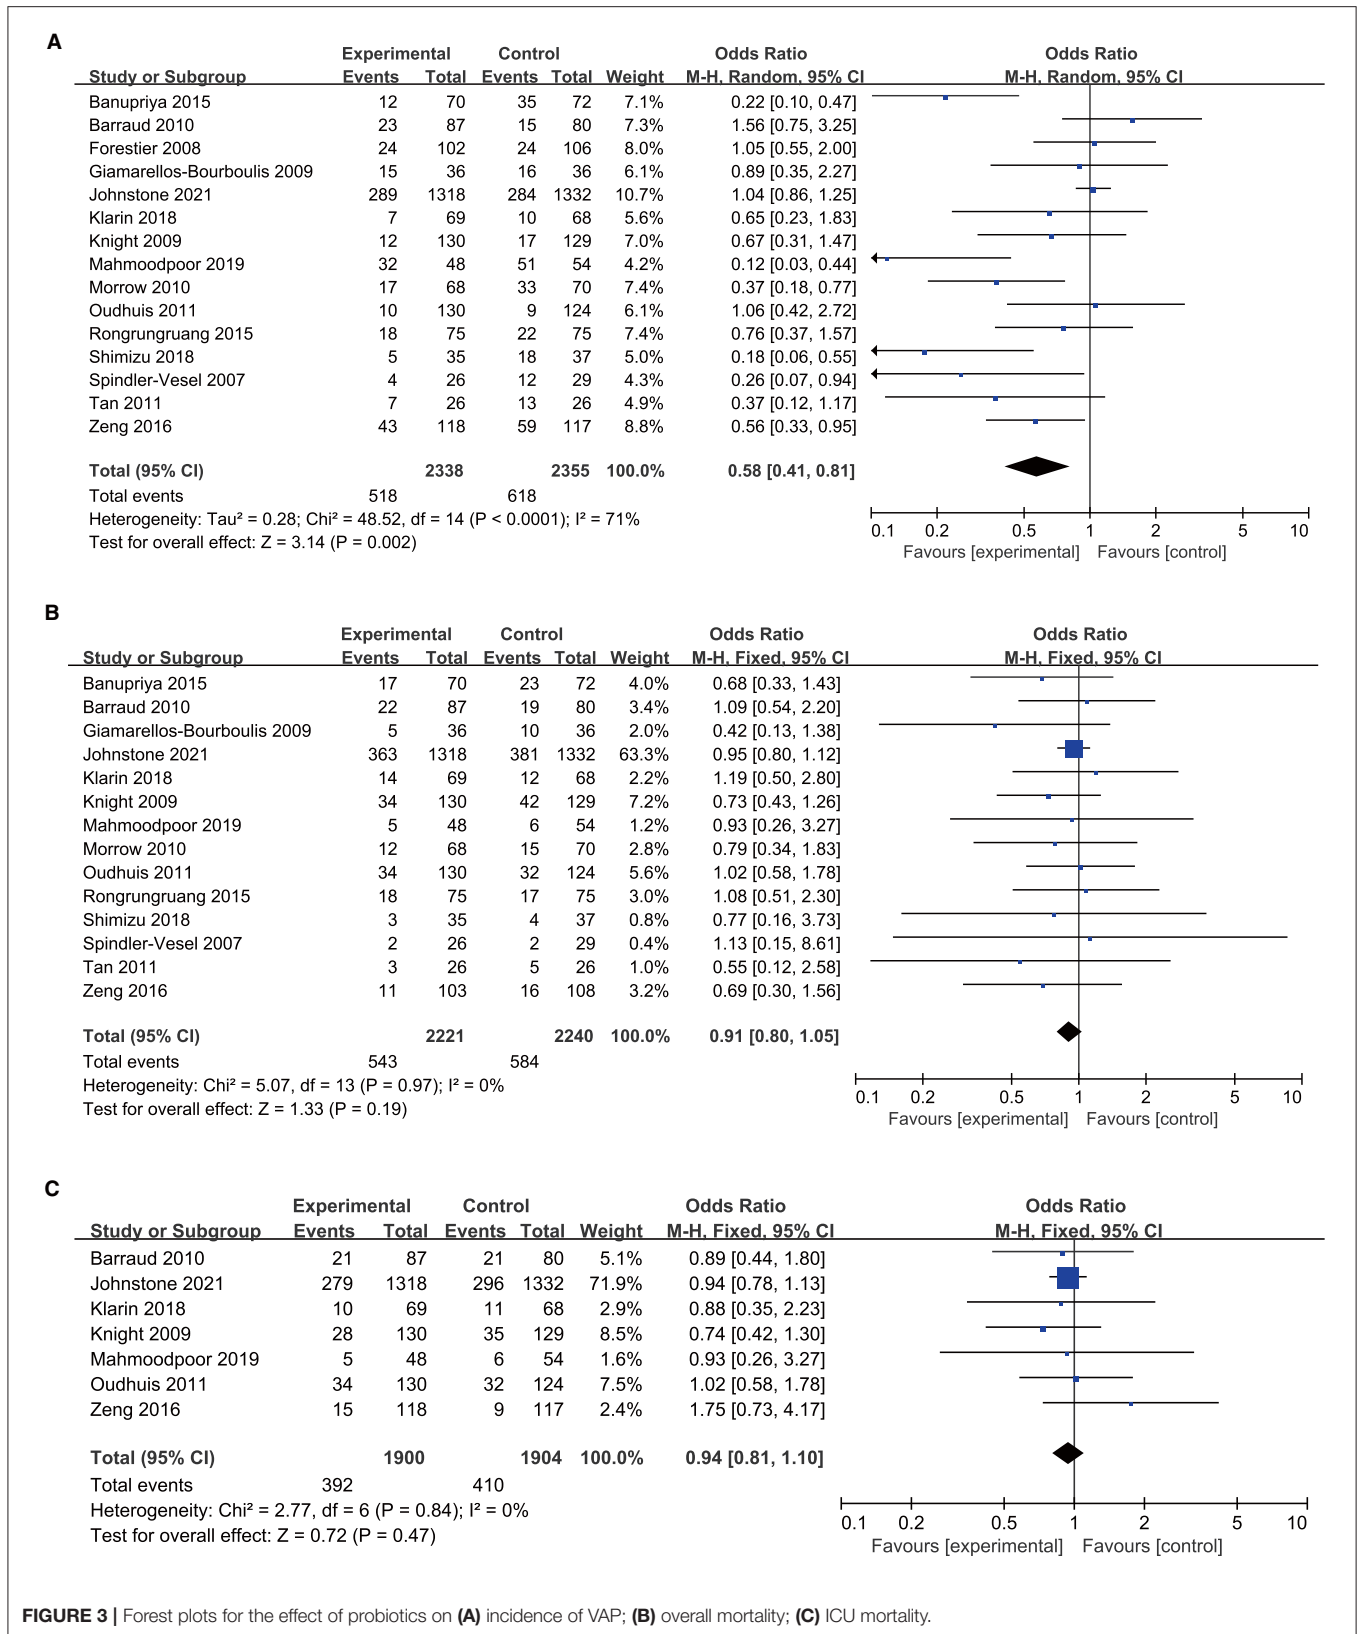 A
Experimental Control Odds Ratio Odds Ratio
Study or Subgroup Events Total Events Total Weight M-H, Random, 95% CI M-H, Random, 95% CI
Banupriya 2015 12 70 35 72 7.1% 0.22 [0.10, 0.47]
Barraud 2010 23 87 15 80 7.3% 1.56 [0.75, 3.25]
Forestier 2008 24 102 24 106 8.0% 1.05 [0.55, 2.00]
Giamarellos-Bourboulis 2009 15 36 16 36 6.1% 0.89 [0.35, 2.27]
Johnstone 2021 289 1318 284 1332 10.7% 1.04 [0.86, 1.25]
Klarin 2018 7 69 10 68 5.6% 0.65 [0.23, 1.83]
Knight 2009 12 130 17 129 7.0% 0.67 [0.31, 1.47]
Mahmoodpoor 2019 32 48 51 54 4.2% 0.12 [0.03, 0.44]
Morrow 2010 17 68 33 70 7.4% 0.37 [0.18, 0.77]
Oudhuis 2011 10 130 9 124 6.1% 1.06 [0.42, 2.72]
Rongrungruang 2015 18 75 22 75 7.4% 0.76 [0.37, 1.57]
Shimizu 2018 5 35 18 37 5.0% 0.18 [0.06, 0.55]
Spindler-Vesel 2007 4 26 12 29 4.3% 0.26 [0.07, 0.94]
Tan 2011 7 26 13 26 4.9% 0.37 [0.12, 1.17]
Zeng 2016 43 118 59 117 8.8% 0.56 [0.33, 0.95]
Total (95% CI) 2338 2355 100.0% 0.58 [0.41, 0.81]
Total events 518 618
Heterogeneity: Tau² = 0.28; Chi² = 48.52, df = 14 (P < 0.0001); I² = 71%
Test for overall effect: Z = 3.14 (P = 0.002)
0.1 0.2 0.5 1 2 5 10
Favours [experimental] Favours [control]
B
Experimental Control Odds Ratio Odds Ratio
Study or Subgroup Events Total Events Total Weight M-H, Fixed, 95% CI M-H, Fixed, 95% CI
Banupriya 2015 17 70 23 72 4.0% 0.68 [0.33, 1.43]
Barraud 2010 22 87 19 80 3.4% 1.09 [0.54, 2.20]
Giamarellos-Bourboulis 2009 5 36 10 36 2.0% 0.42 [0.13, 1.38]
Johnstone 2021 363 1318 381 1332 63.3% 0.95 [0.80, 1.12]
Klarin 2018 14 69 12 68 2.2% 1.19 [0.50, 2.80]
Knight 2009 34 130 42 129 7.2% 0.73 [0.43, 1.26]
Mahmoodpoor 2019 5 48 6 54 1.2% 0.93 [0.26, 3.27]
Morrow 2010 12 68 15 70 2.8% 0.79 [0.34, 1.83]
Oudhuis 2011 34 130 32 124 5.6% 1.02 [0.58, 1.78]
Rongrungruang 2015 18 75 17 75 3.0% 1.08 [0.51, 2.30]
Shimizu 2018 3 35 4 37 0.8% 0.77 [0.16, 3.73]
Spindler-Vesel 2007 2 26 2 29 0.4% 1.13 [0.15, 8.61]
Tan 2011 3 26 5 26 1.0% 0.55 [0.12, 2.58]
Zeng 2016 11 103 16 108 3.2% 0.69 [0.30, 1.56]
Total (95% CI) 2221 2240 100.0% 0.91 [0.80, 1.05]
Total events 543 584
Heterogeneity: Chi² = 5.07, df = 13 (P = 0.97); I² = 0%
Test for overall effect: Z = 1.33 (P = 0.19)
0.1 0.2 0.5 1 2 5 10
Favours [experimental] Favours [control]
C
Experimental Control Odds Ratio Odds Ratio
Study or Subgroup Events Total Events Total Weight M-H, Fixed, 95% CI M-H, Fixed, 95% CI
Barraud 2010 21 87 21 80 5.1% 0.89 [0.44, 1.80]
Johnstone 2021 279 1318 296 1332 71.9% 0.94 [0.78, 1.13]
Klarin 2018 10 69 11 68 2.9% 0.88 [0.35, 2.23]
Knight 2009 28 130 35 129 8.5% 0.74 [0.42, 1.30]
Mahmoodpoor 2019 5 48 6 54 1.6% 0.93 [0.26, 3.27]
Oudhuis 2011 34 130 32 124 7.5% 1.02 [0.58, 1.78]
Zeng 2016 15 118 9 117 2.4% 1.75 [0.73, 4.17]
Total (95% CI) 1900 1904 100.0% 0.94 [0.81, 1.10]
Total events 392 410
Heterogeneity: Chi² = 2.77, df = 6 (P = 0.84); I² = 0%
Test for overall effect: Z = 0.72 (P = 0.47)
0.1 0.2 0.5 1 2 5 10
Favours [experimental] Favours [control]
FIGURE 3 | Forest plots for the effect of probiotics on (A) incidence of VAP; (B) overall mortality; (C) ICU mortality.